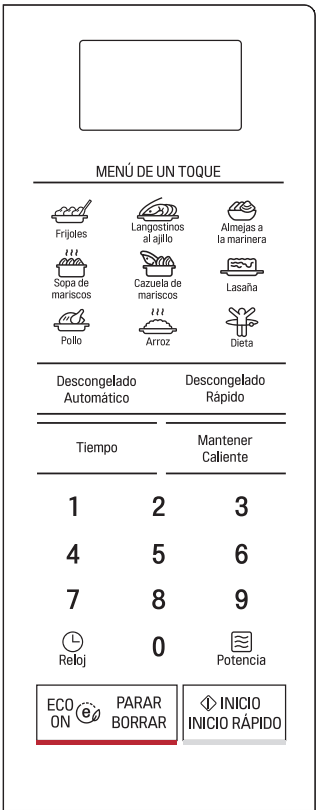 MENÚ DE UN TOQUE
Frijoles
Langostinos
al ajillo
Almejas a
la marinera
Sopa de
mariscos
Cazuela de
mariscos
Lasaña
Pollo
Arroz
Dieta
Descongelado
Automático
Descongelado
Rápido
Tiempo
Mantener
Caliente
1 2 3
4 5 6
7 8 9
Reloj
0
Potencia
ECO
ON
e
PARAR
BORRAR
INICIO
INICIO RÁPIDO